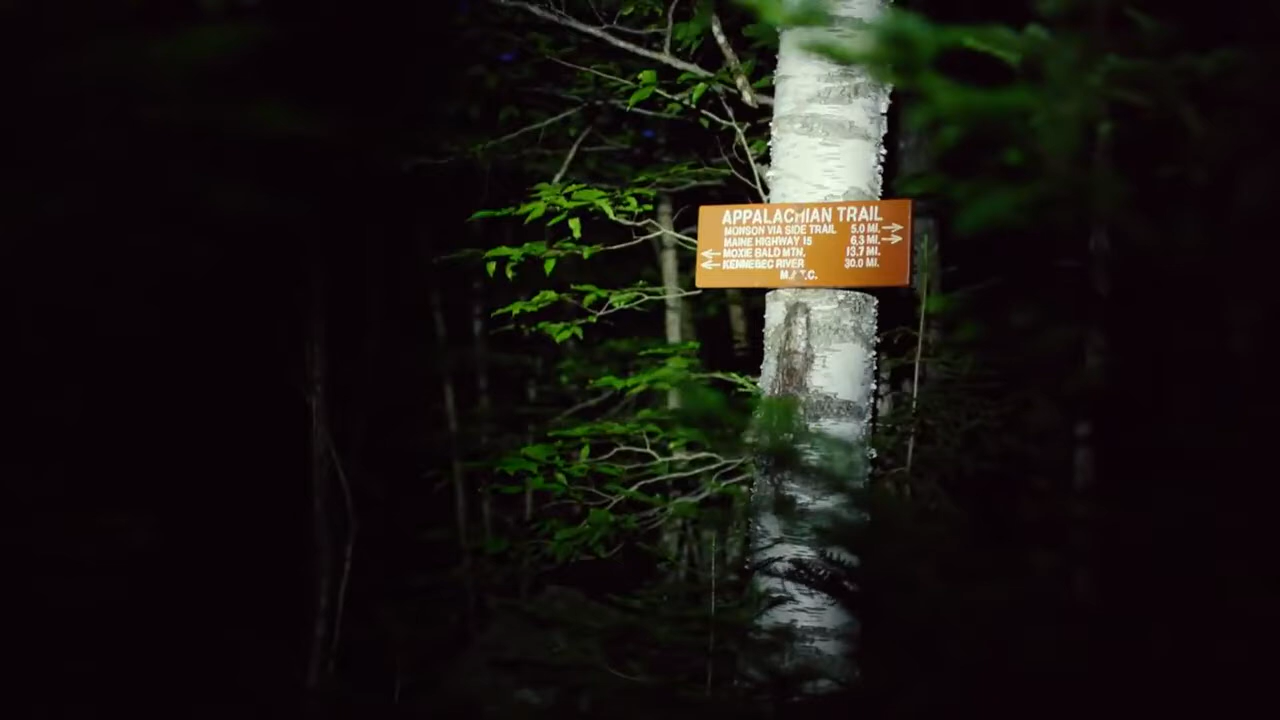 APPALACHIAN TRAIL
MONSON VIA SIDE TRAIL 5.0 MI. →
MAINE HIGHWAY 15 6.3 MI. →
← MOXIE BALD MTN. 13.7 MI.
← KENNEBEC RIVER 30.0 MI.
M.A.T.C.